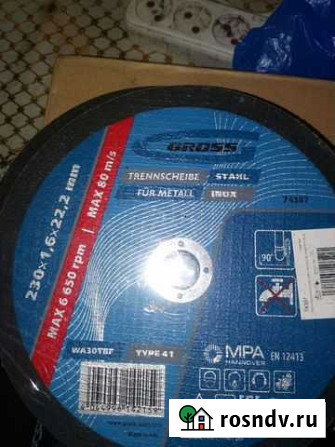 GROSS
TRENNSCHEIBE STAHL
FÜR METALL INOX
230×1,6×22,2 mm
MAX 6 650 rpm | MAX 80 m/s
90°
WA30TBF TYPE 41
MPA
HANNOVER
EN 12413
rosndv.ru